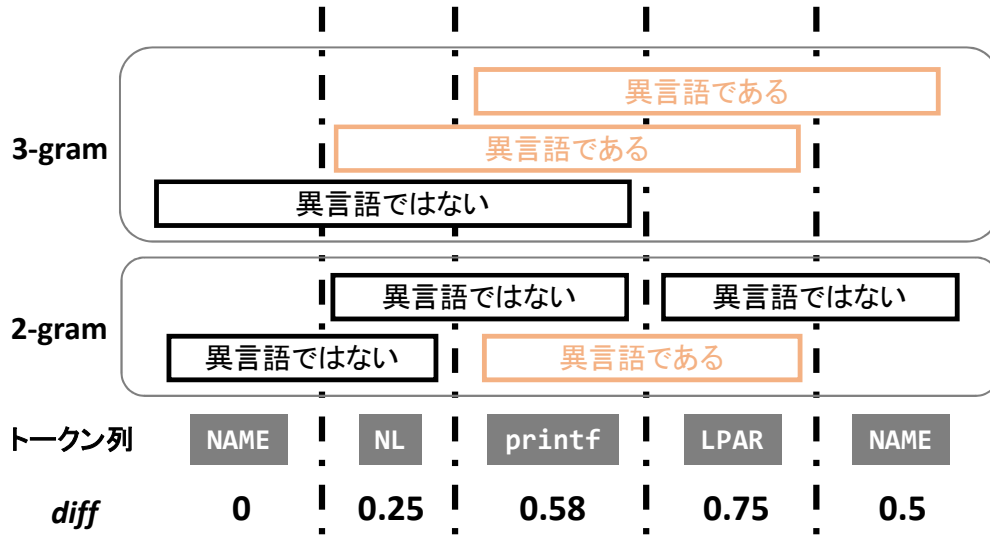 異言語である
3-gram
異言語である
異言語ではない
異言語ではない 異言語ではない
2-gram
異言語ではない 異言語である
トークン列 NAME NL printf LPAR NAME
diff 0 0.25 0.58 0.75 0.5